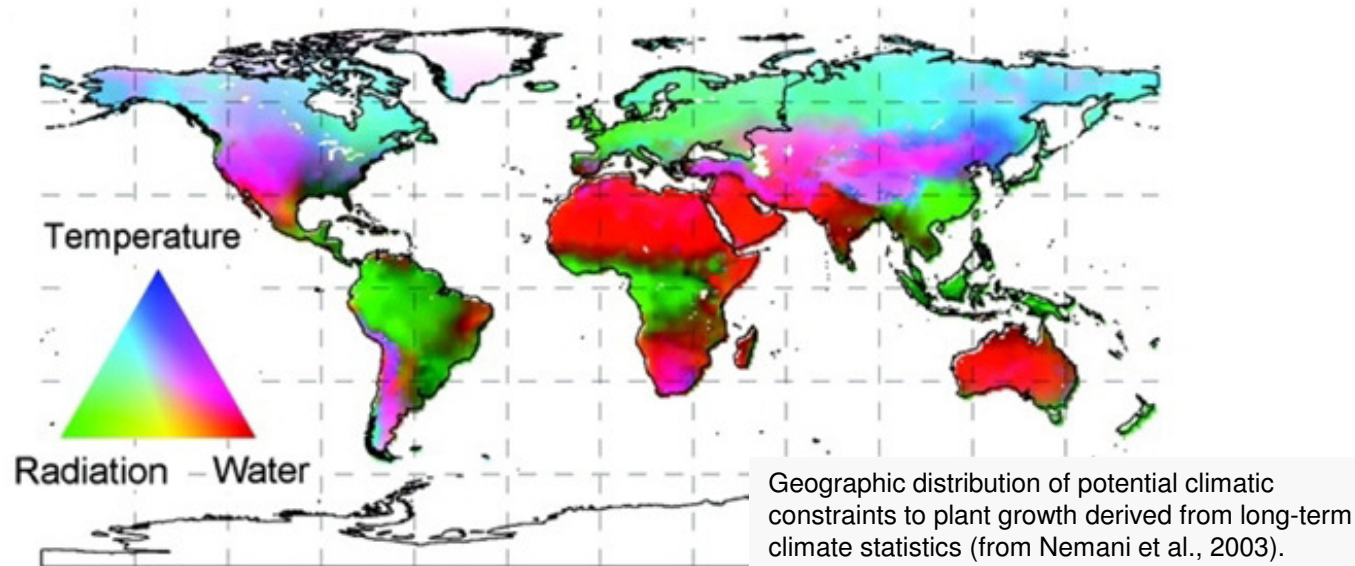 Temperature
Radiation
Water
Geographic distribution of potential climatic
constraints to plant growth derived from long-term
climate statistics (from Nemani et al., 2003).